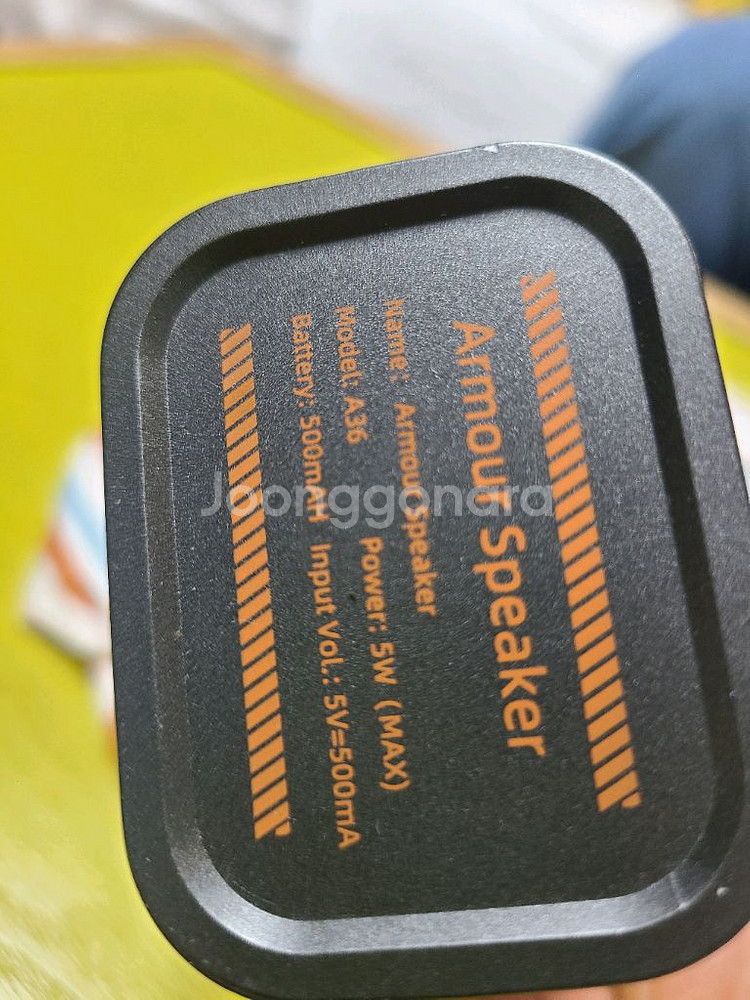 Armour Speaker
Name: Armour Speaker
Model: A36 Power: 5W (MAX)
Battery: 500mAH Input Vol.: 5V=500mA
Joonggonara